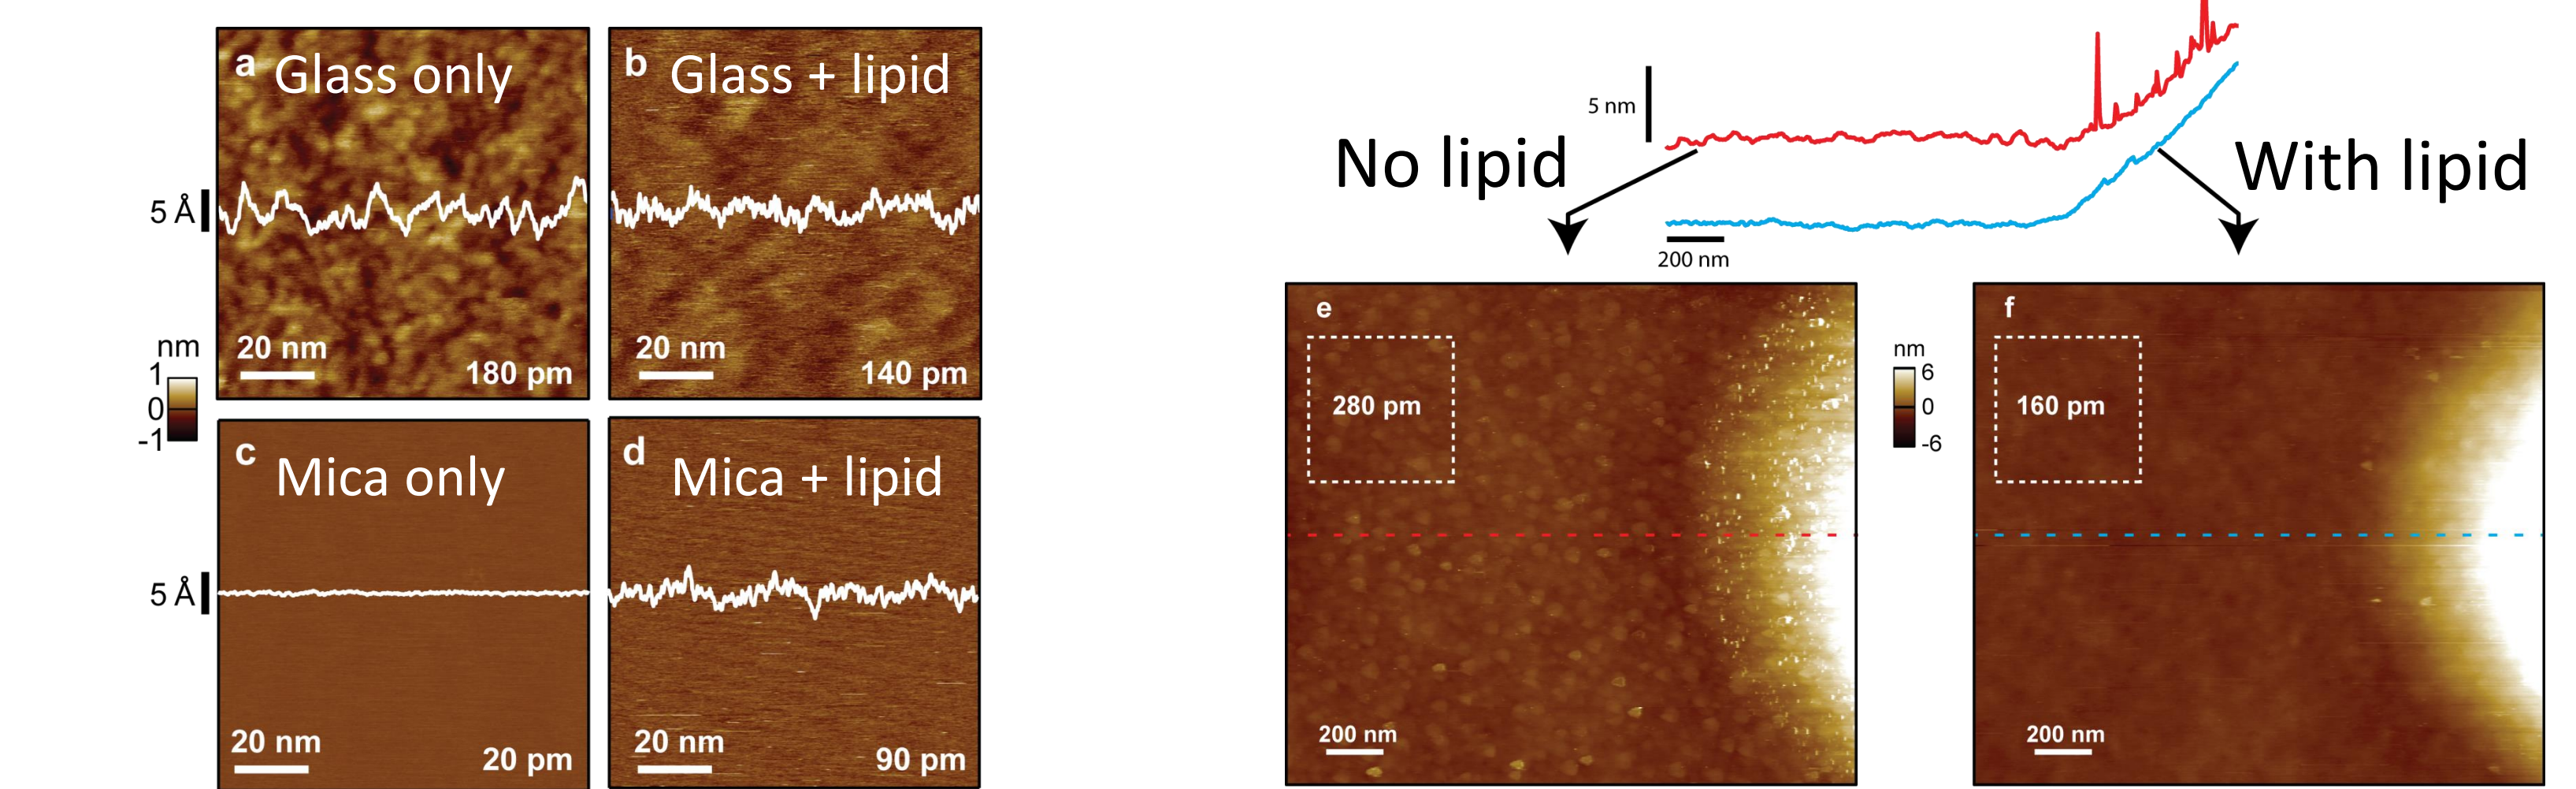 a Glass only
20 nm
180 pm
b Glass + lipid
20 nm
140 pm
5 Å
nm
1
0
-1
c Mica only
20 nm
20 pm
d Mica + lipid
20 nm
90 pm
5 Å
5 nm
200 nm
No lipid
With lipid
e
280 pm
200 nm
nm
6
0
-6
f
160 pm
200 nm